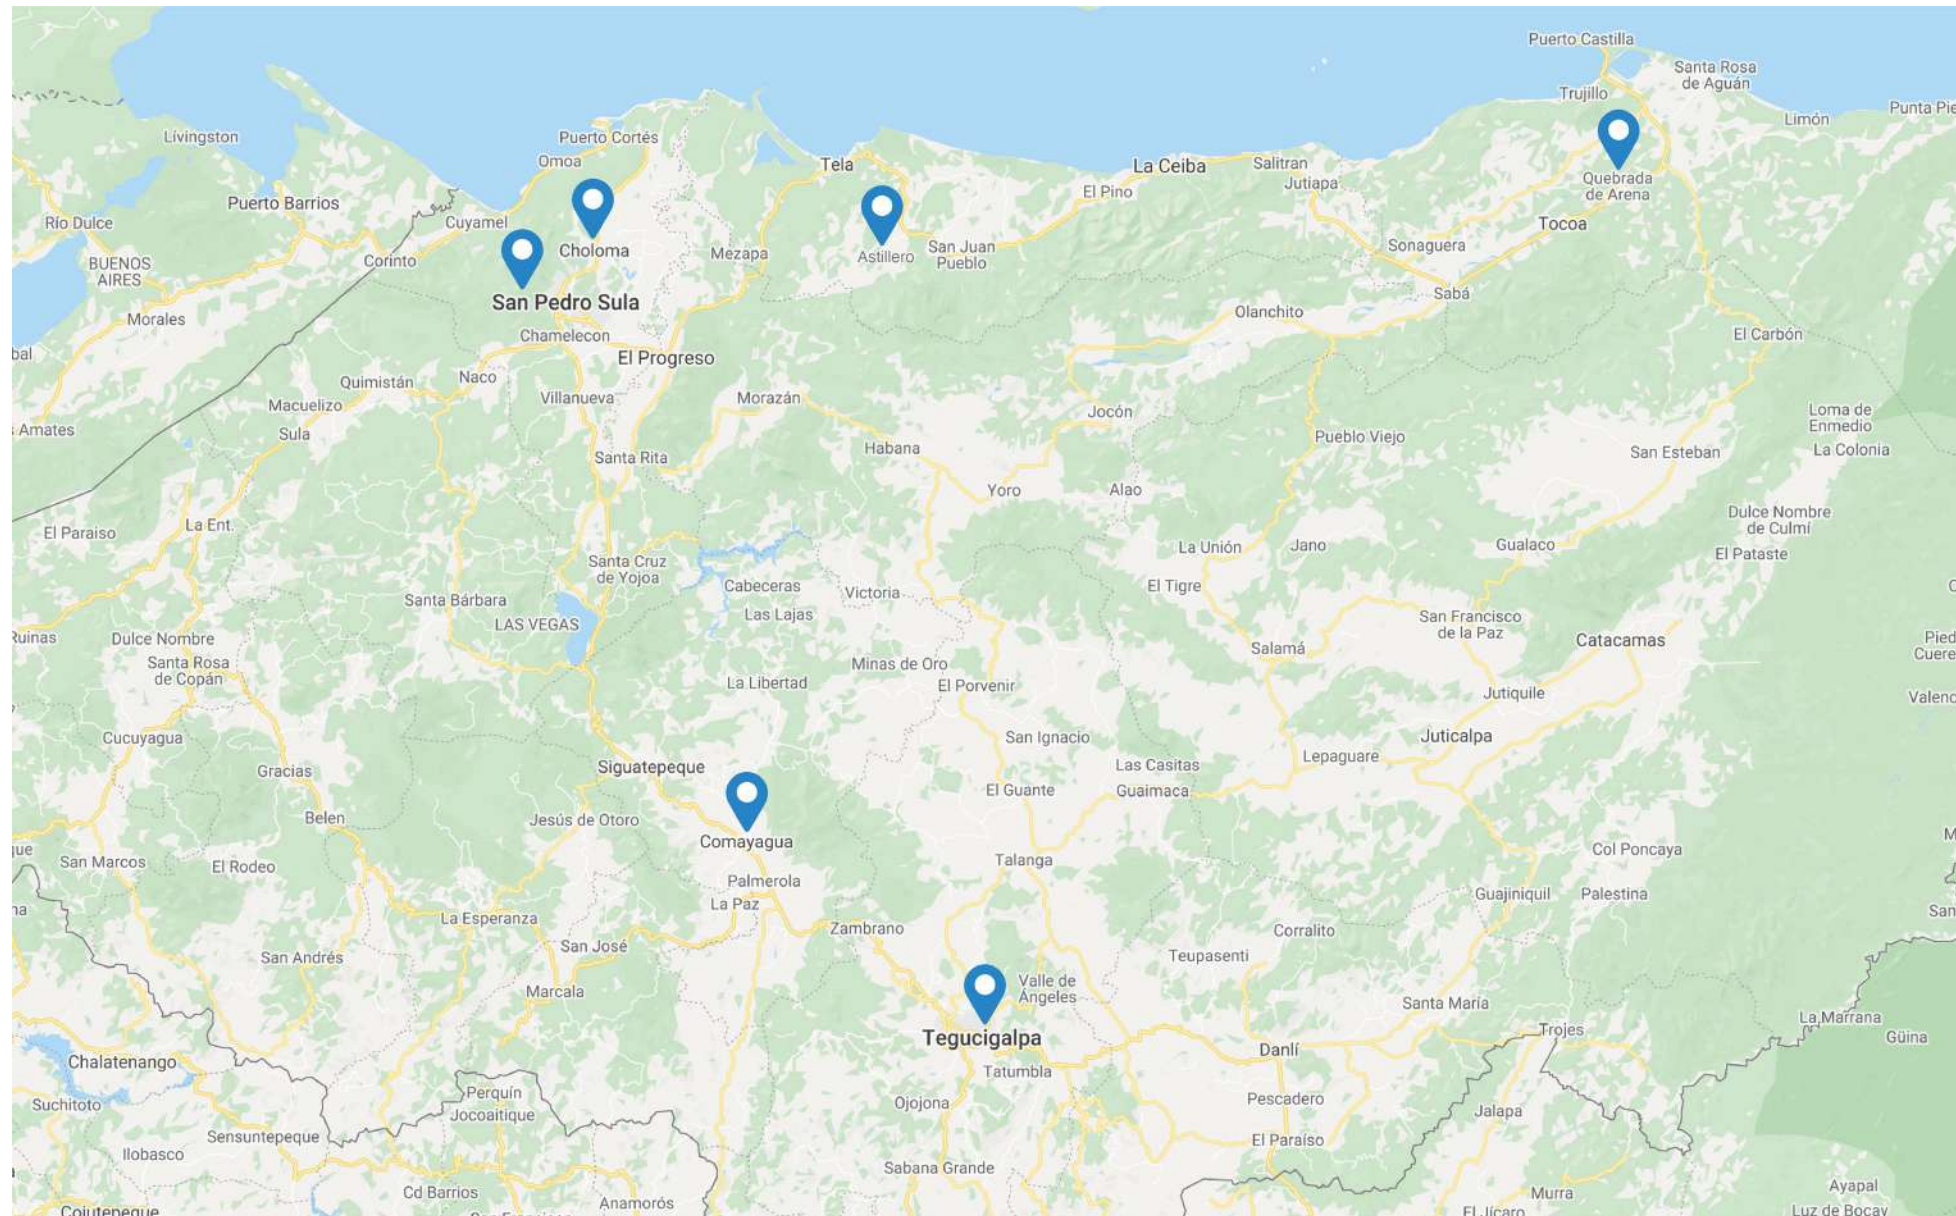 Puerto Castilla
Santa Rosa
de Aguán
Trujillo
Punta Pie
Limón
Lívingston
Puerto Cortés
Omoa
Tela
La Ceiba
Salitran
Jutiapa
El Pino
Quebrada
de Arena
Puerto Barrios
Río Dulce
Cuyamel
Tocoa
Choloma
Mezapa
Astillero
San Juan
Pueblo
Sonaguera
BUENOS
AIRES
Corinto
San Pedro Sula
Sabá
Morales
Olanchito
Chamelecon
El Carbón
bal
El Progreso
Naco
Quimistán
Villanueva
Morazán
Macuelizo
Jocón
Loma de
Enmedio
Amates
Sula
Pueblo Viejo
Habana
San Esteban
La Colonia
Santa Rita
Yoro
Alao
Dulce Nombre
de Culmí
La Ent.
El Paraiso
La Unión
Jano
Gualaco
El Pataste
Santa Cruz
de Yojoa
Cabeceras
Victoria
El Tigre
Santa Bárbara
Las Lajas
LAS VEGAS
San Francisco
de la Paz
Ruinas
Dulce Nombre
Catacamas
Pied
Cuere
Salamá
Santa Rosa
de Copán
Minas de Oro
La Libertad
El Porvenir
Jutiquile
Valenc
Cucuyagua
San Ignacio
Juticalpa
Lepaguare
Siguatepeque
Las Casitas
Gracias
El Guante
Guaimaca
Belen
Jesús de Otoro
Comayagua
que
San Marcos
El Rodeo
Talanga
Col Poncaya
Palmerola
Guajiniquil
Palestina
La Paz
na
San
La Esperanza
Zambrano
Corralito
San José
San Andrés
Teupasenti
Valle de
Ángeles
Marcala
Santa María
La Marrana
Trojes
Güina
Tegucigalpa
Danlí
Chalatenango
Tatumbla
Perquín
Suchitoto
Jocoaitique
Ojojona
Pescadero
Jalapa
Sensuntepeque
El Paraíso
Ilobasco
Sabana Grande
Cd Barrios
Anamorós
Murra
Ayapal
Cojutepeque
El Jícaro
Luz de Bocay